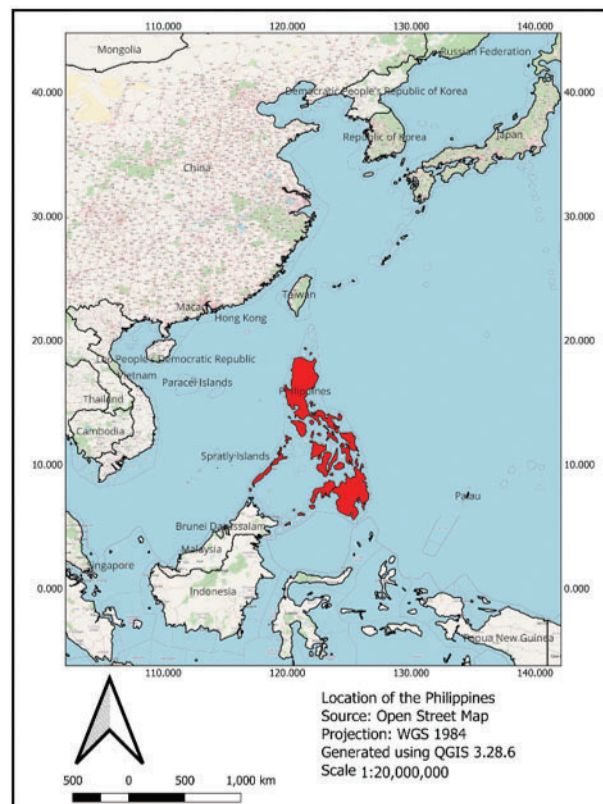 110.000 120.000 130.000 140.000
Mongolia
Russian Federation
40.000 40.000
Democratic People's Republic of Korea
Republic of Korea
Japan
China
30.000 30.000
Taiwan
Macau
Hong Kong
20.000 20.000
Lao People's Democratic Republic
Vietnam
Paracel Islands
Thailand
Philippines
Cambodia
10.000 10.000
Spratly Islands
Palau
Brunei Darussalam
Malaysia
Singapore
0.000 0.000
Indonesia
Papua New Guinea
110.000 120.000 130.000 140.000
Location of the Philippines
Source: Open Street Map
Projection: WGS 1984
Generated using QGIS 3.28.6
Scale 1:20,000,000
500 0 500 1,000 km